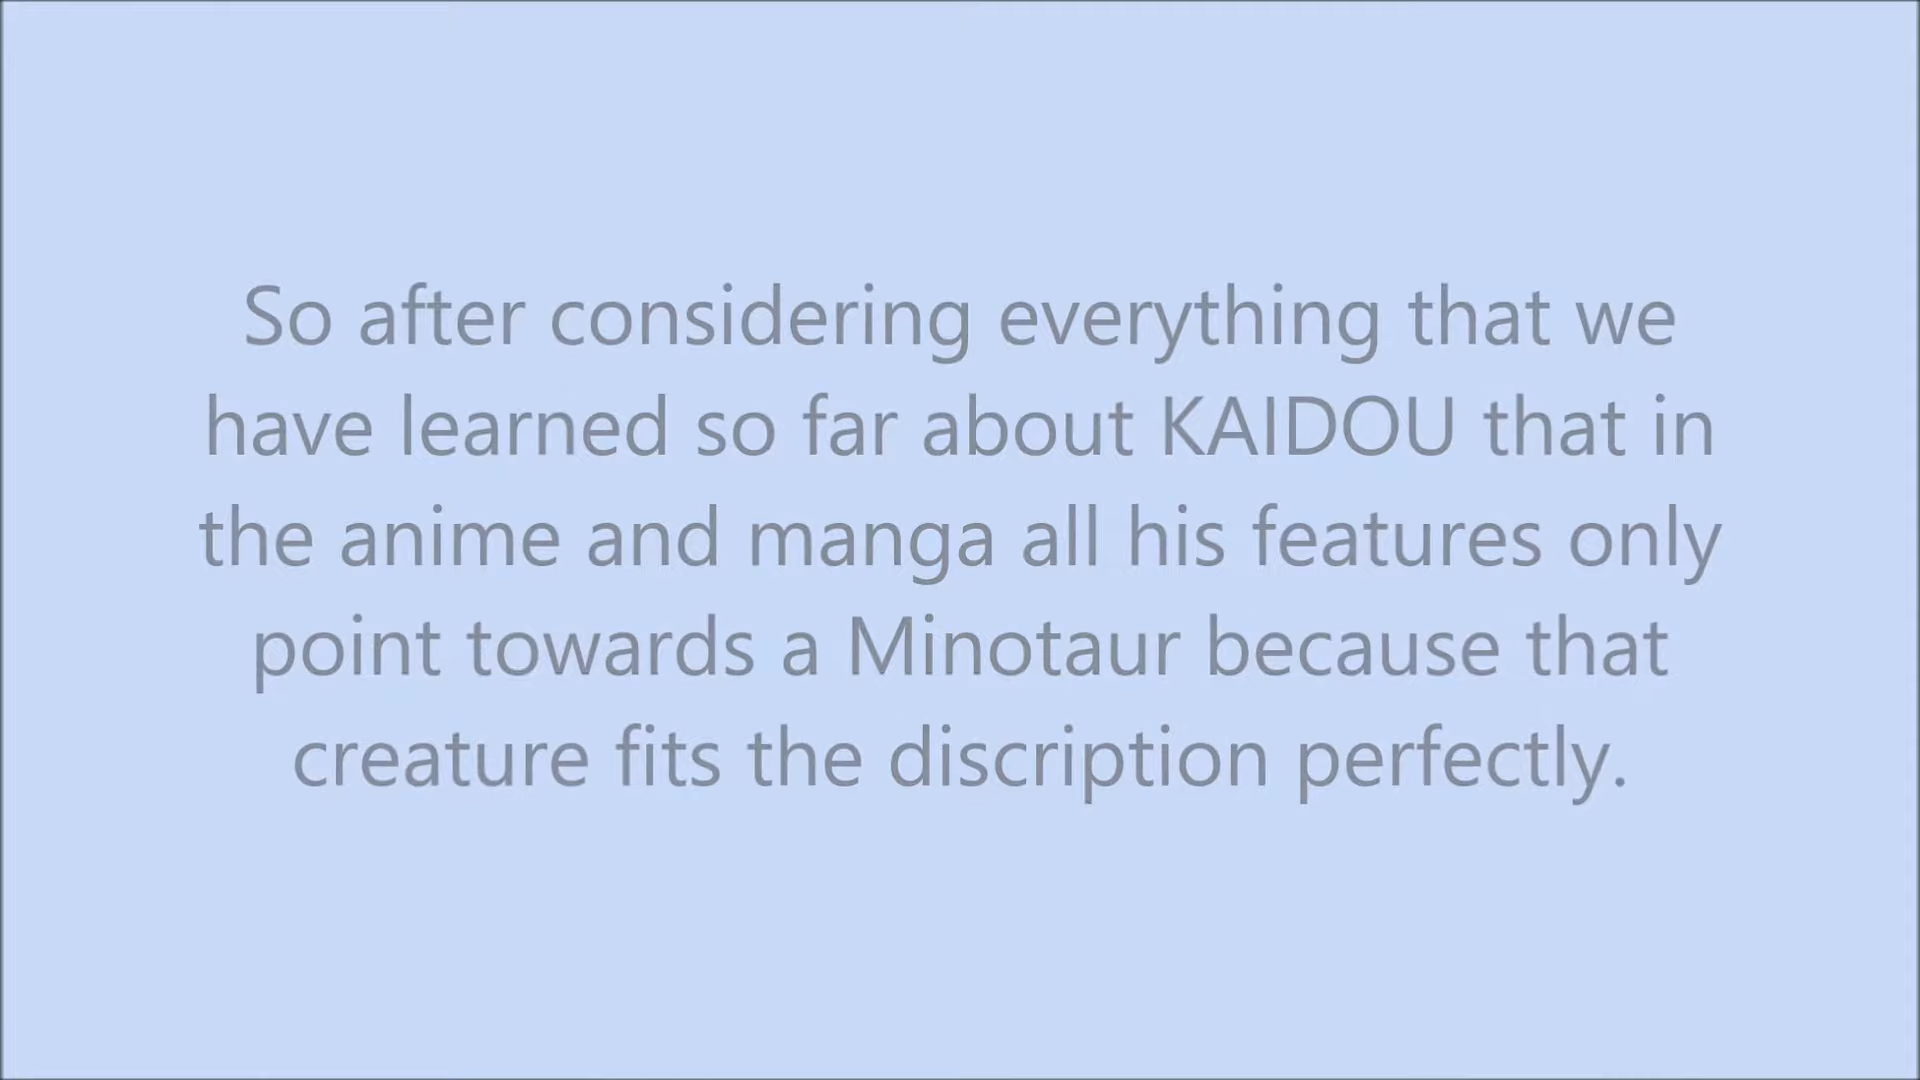 So after considering everything that we
have learned so far about KAIDOU that in
the anime and manga all his features only
point towards a Minotaur because that
creature fits the discription perfectly.